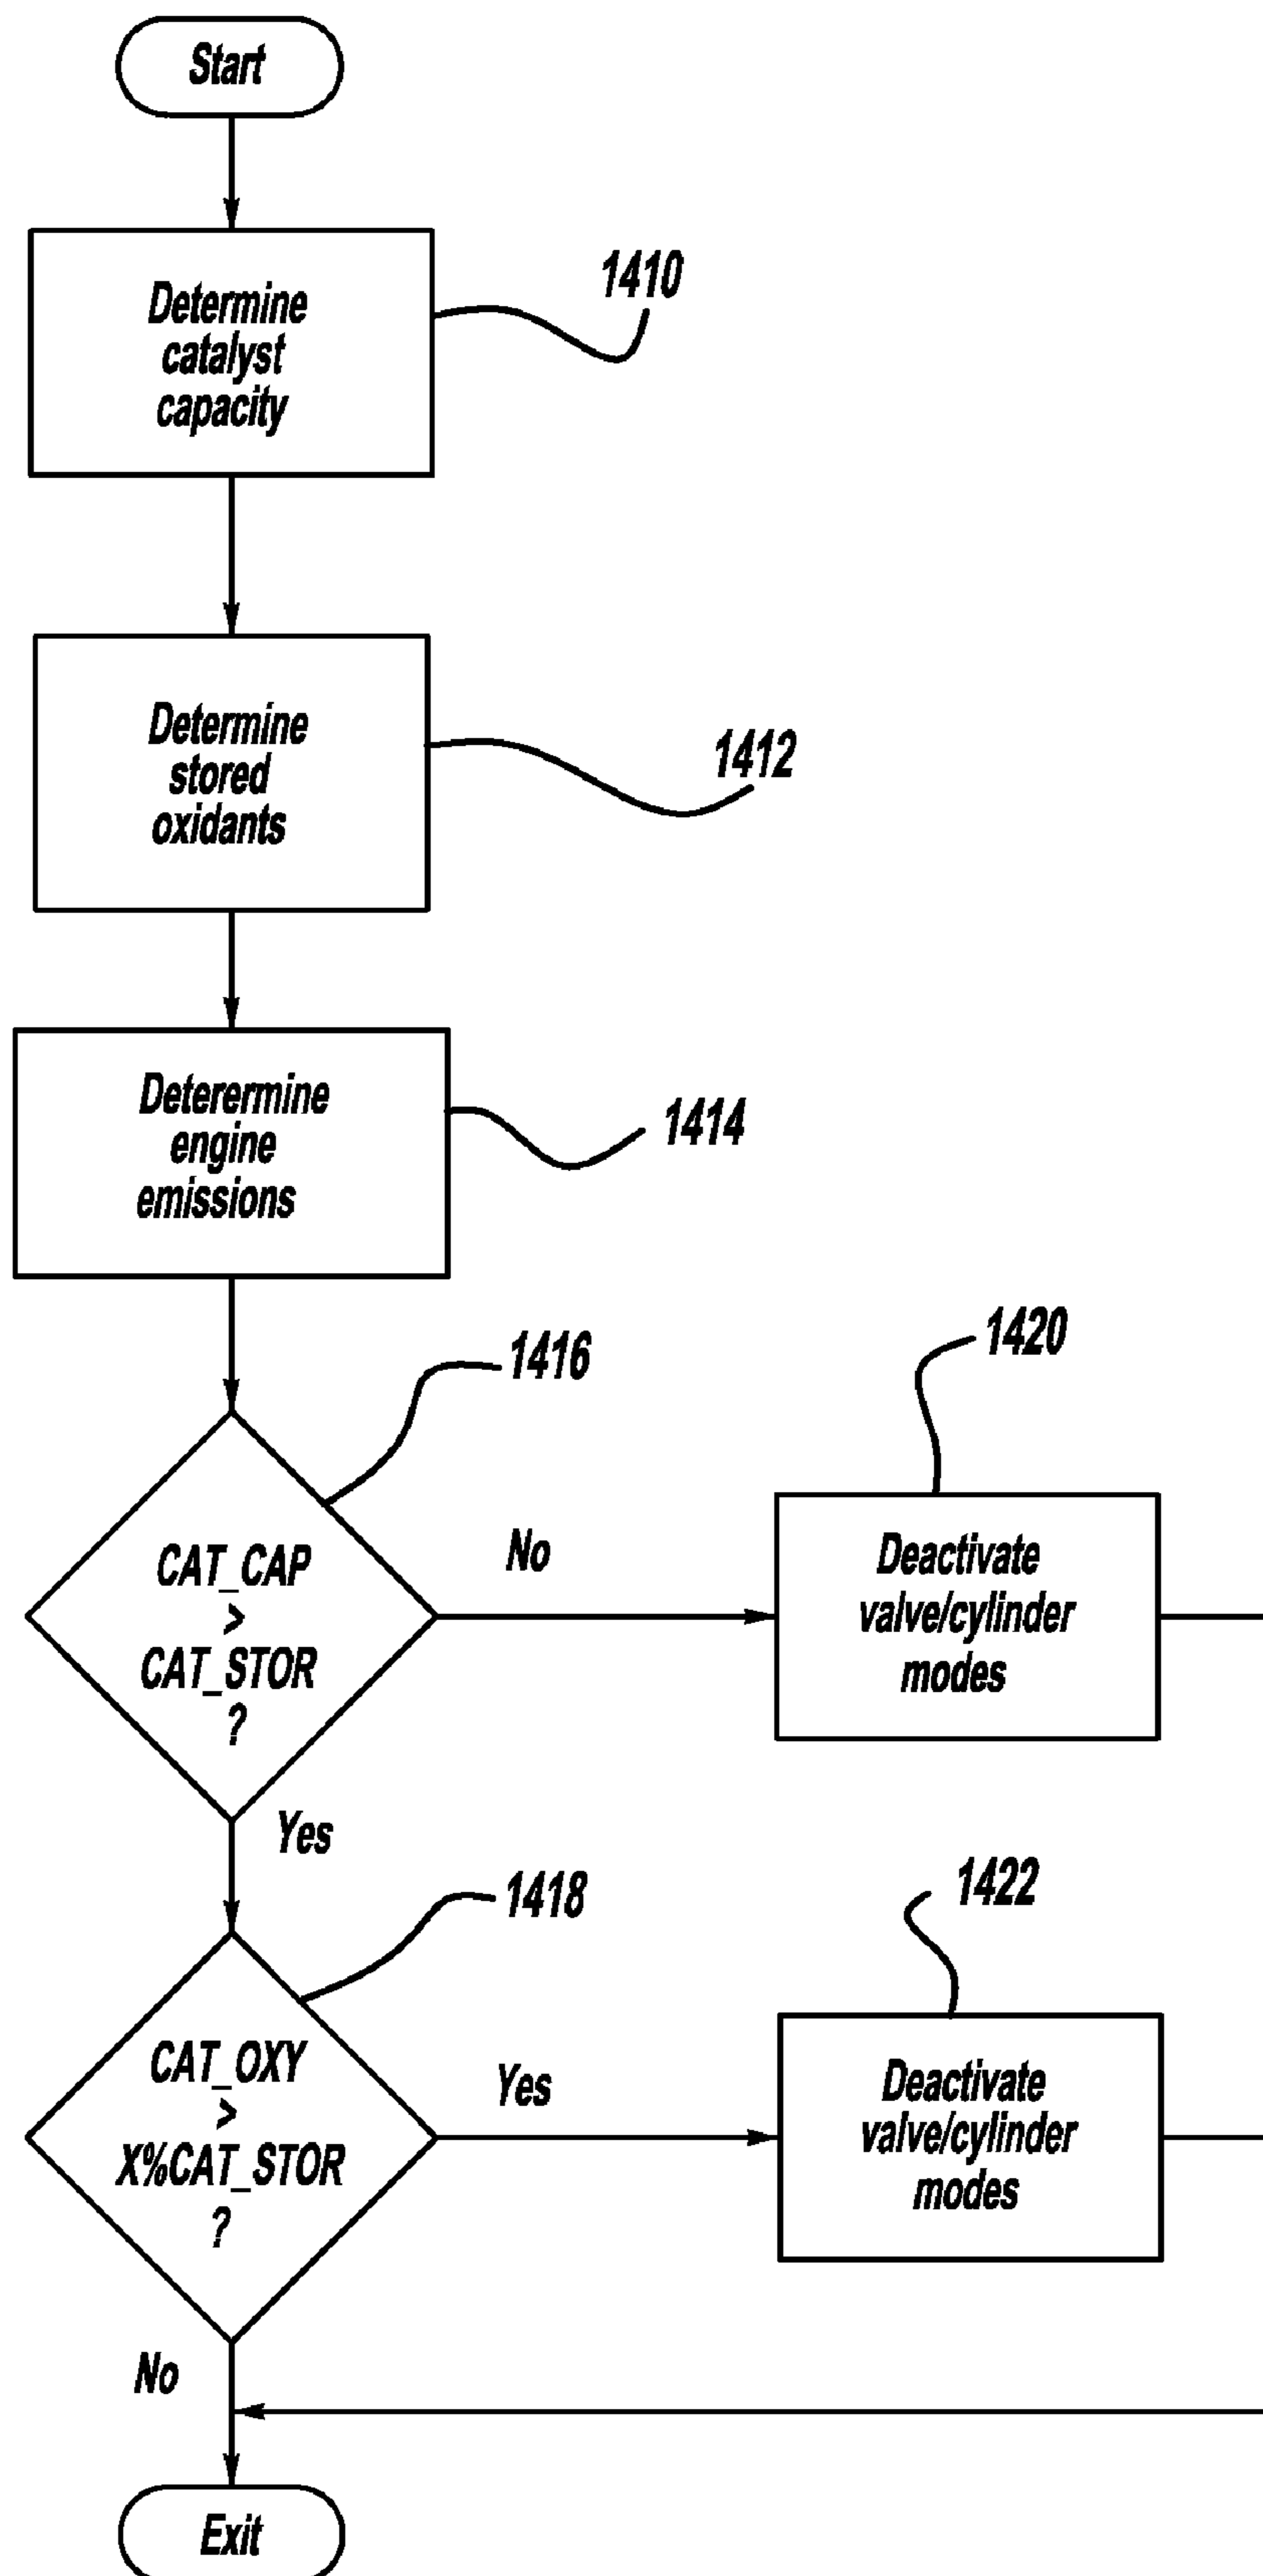 Start
Determine
catalyst
capacity
1410
Determine
stored
oxidants
1412
Deterermine
engine
emissions
1414
1416
CAT_CAP
>
CAT_STOR
?
No
Yes
1420
Deactivate
valve/cylinder
modes
1418
CAT_OXY
>
X%CAT_STOR
?
Yes
No
1422
Deactivate
valve/cylinder
modes
Exit